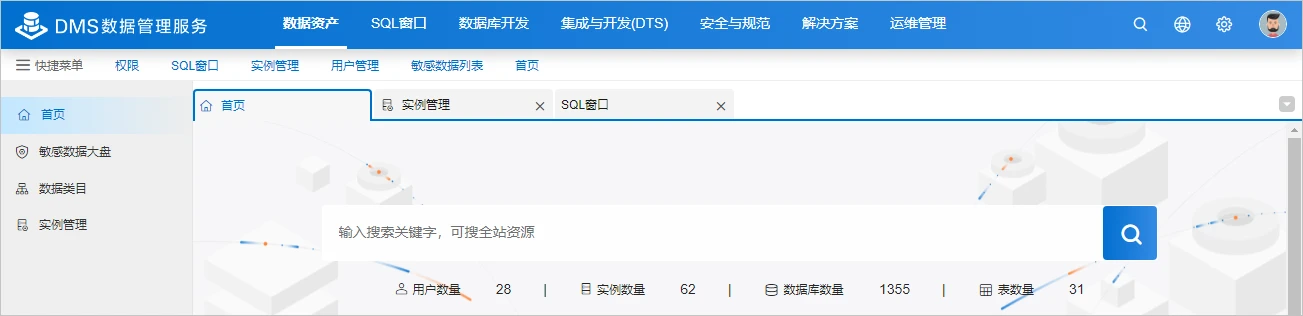 DMS数据管理服务 数据资产 SQL窗口 数据库开发 集成与开发(DTS) 安全与规范 解决方案 运维管理
快捷菜单 权限 SQL窗口 实例管理 用户管理 敏感数据列表 首页
首页
敏感数据大盘
数据类目
实例管理
首页 实例管理 SQL窗口
输入搜索关键字，可搜全站资源
用户数量 28 | 实例数量 62 | 数据库数量 1355 | 表数量 31